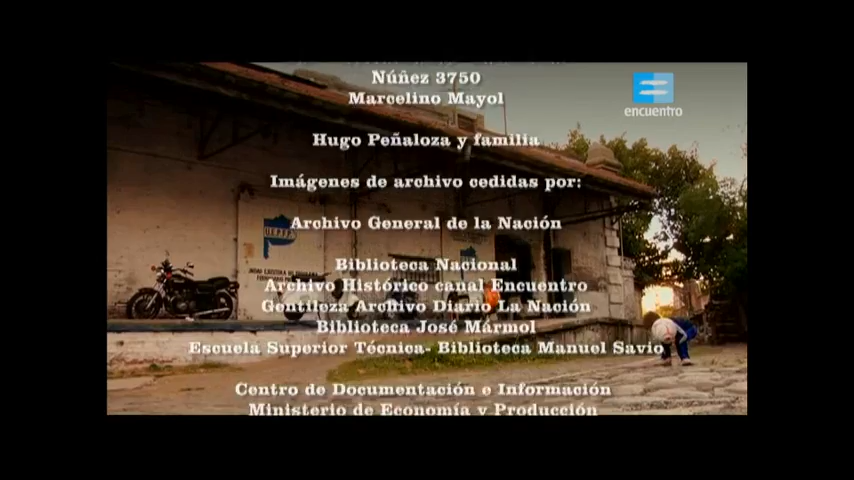 Núñez 3750
Marcelino Mayol
encuentro
Hugo Peñaloza y familia
Imágenes de archivo cedidas por:
Archivo General de la Nación
Biblioteca Nacional
Archivo Histórico canal Encuentro
Gentileza Archivo Diario La Nación
Biblioteca José Mármol
Escuela Superior Técnica- Biblioteca Manuel Savio
Centro de Documentación e Información
Ministerio de Economía y Producción